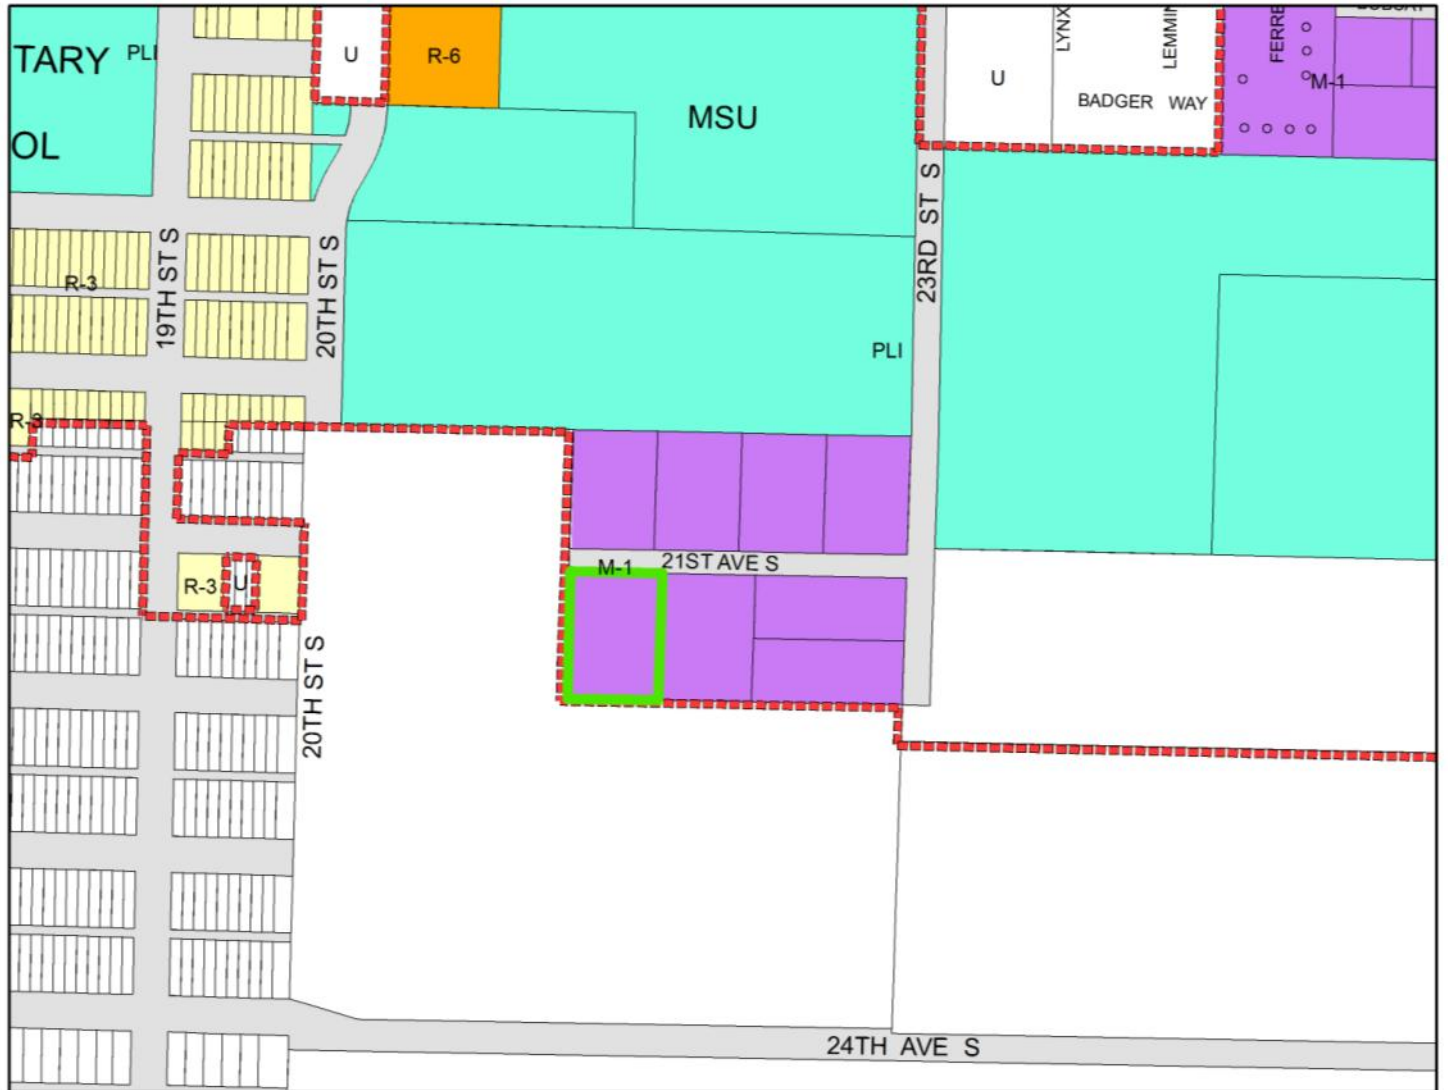 TARY PLI
OL
U
R-6
MSU
U
LYNX
LEMMIN
BADGER WAY
FERRE
M-1
R-3
19TH ST S
20TH ST S
23RD ST S
PLI
R-3
21ST AVE S
M-1
R-3
U
20TH ST S
24TH AVE S